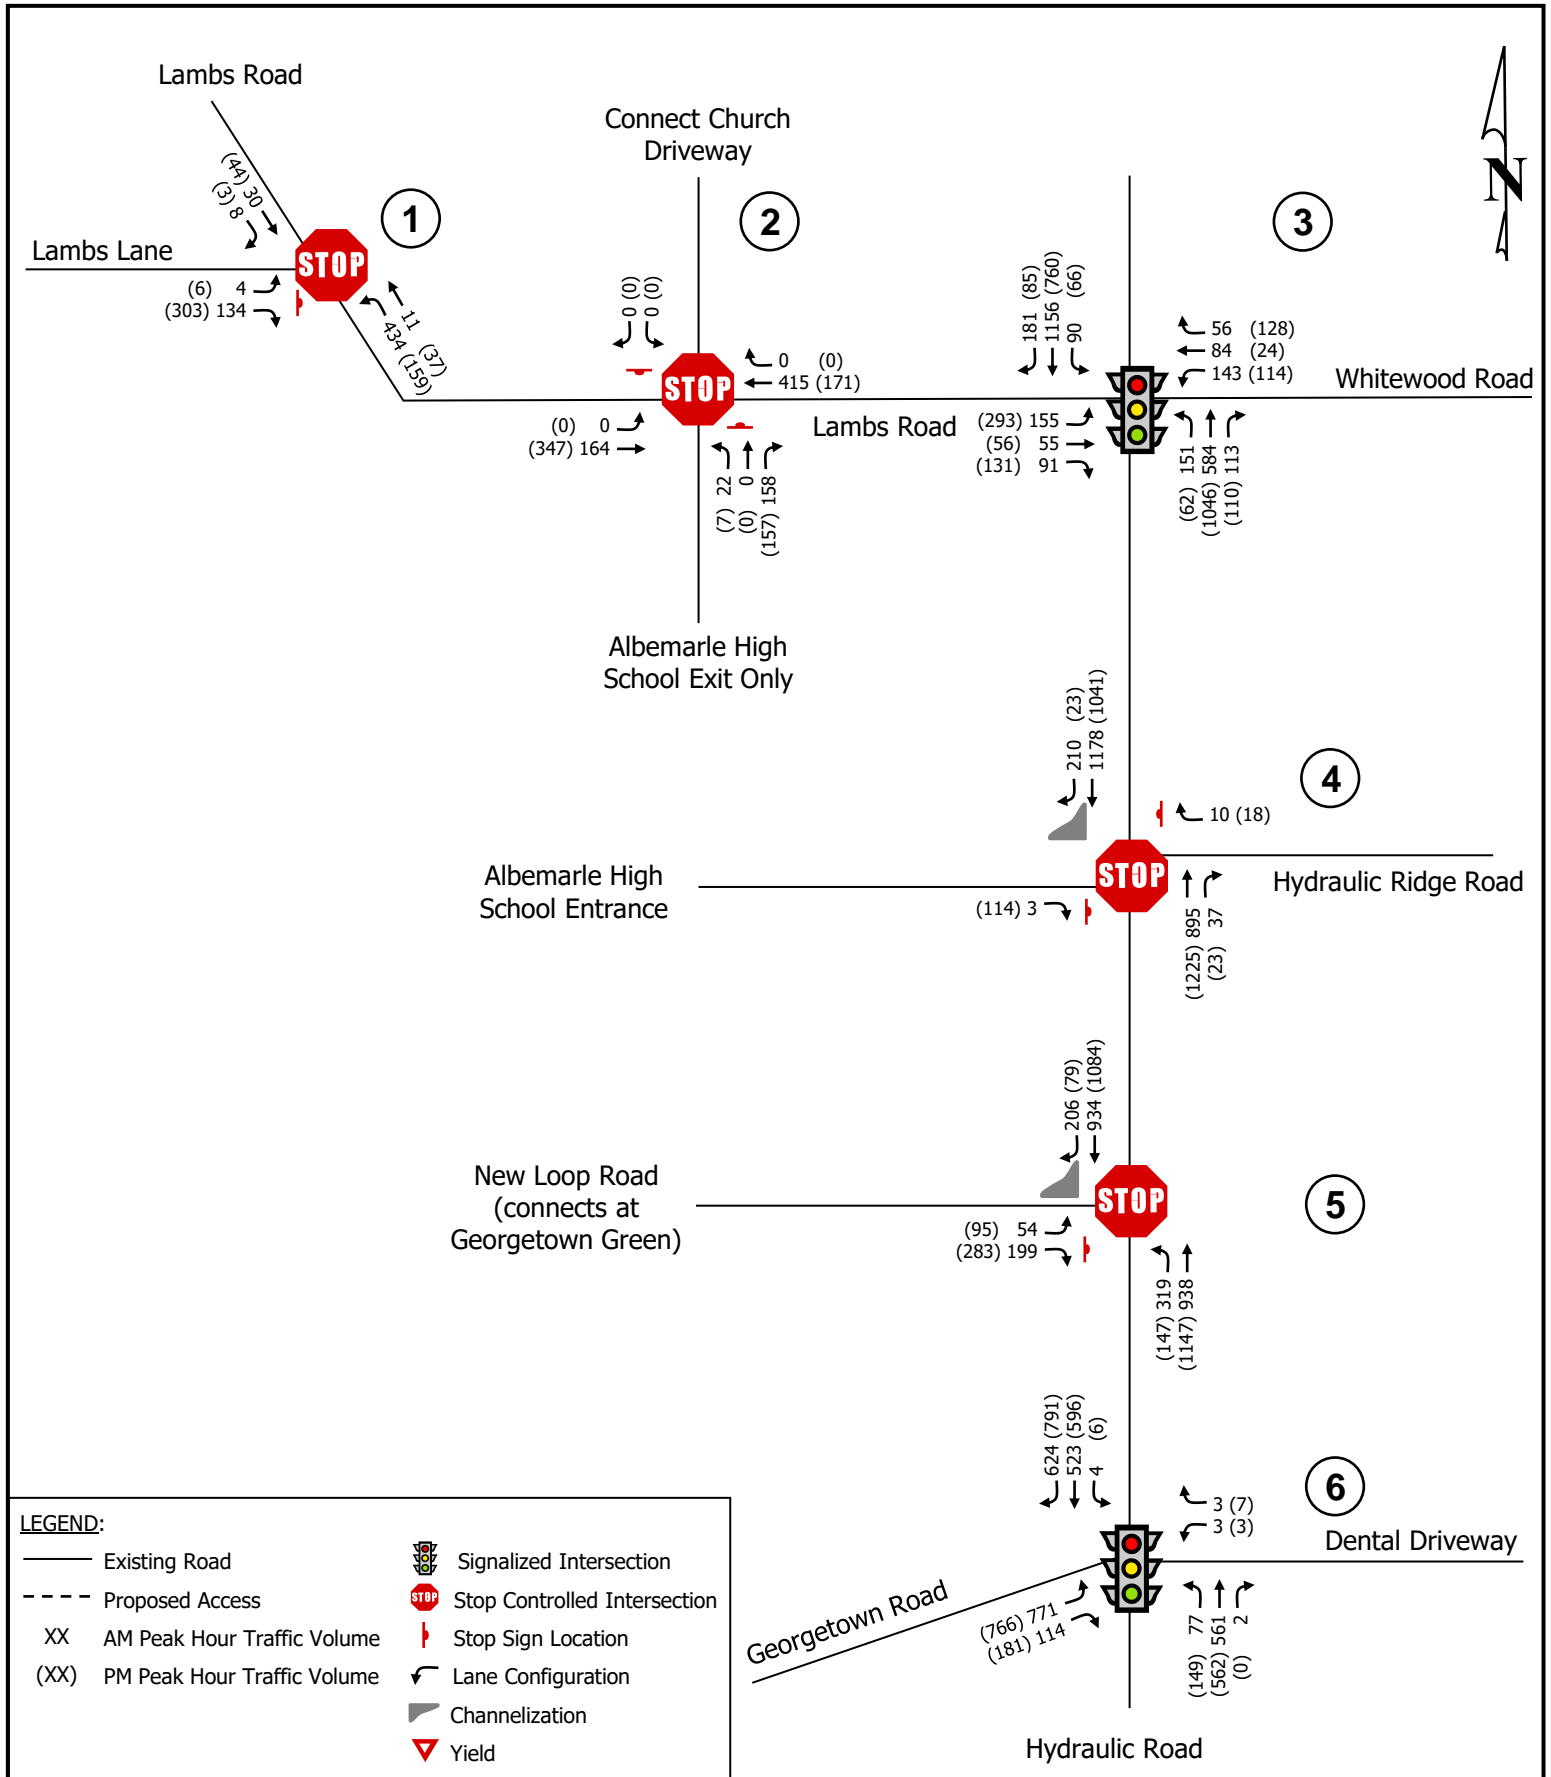 Lambs Road
Connect Church
Driveway
N
1
2
3
(44) 30
(3) 8
Lambs Lane
STOP
(6) 4
(303) 134
11 (37)
434 (159)
0 (0)
0 (0)
STOP
0 (0)
415 (171)
(0) 0
(347) 164
(7) 22
(0) 0
(157) 158
Lambs Road
181 (85)
1156 (760)
90 (66)
56 (128)
84 (24)
143 (114)
Whitewood Road
(293) 155
(56) 55
(131) 91
(62) 151
(1046) 584
(110) 113
Albemarle High
School Exit Only
210 (23)
1178 (1041)
4
10 (18)
STOP
Albemarle High
School Entrance
Hydraulic Ridge Road
(114) 3
(1225) 895
(23) 37
206 (79)
934 (1084)
New Loop Road
(connects at
Georgetown Green)
STOP
5
(95) 54
(283) 199
(147) 319
(1147) 938
624 (791)
523 (596)
4 (6)
6
3 (7)
3 (3)
Dental Driveway
Georgetown Road
(766) 771
(181) 114
(149) 77
(562) 561
(0) 2
Hydraulic Road
LEGEND:
Existing Road
Proposed Access
XX AM Peak Hour Traffic Volume
(XX) PM Peak Hour Traffic Volume
Signalized Intersection
STOP Stop Controlled Intersection
Stop Sign Location
Lane Configuration
Channelization
Yield